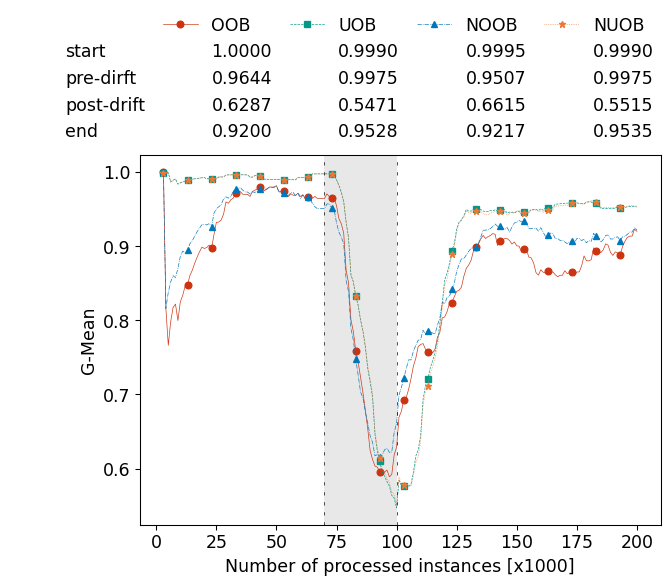 OOB UOB NOOB NUOB
start 1.0000 0.9990 0.9995 0.9990
pre-dirft 0.9644 0.9975 0.9507 0.9975
post-drift 0.6287 0.5471 0.6615 0.5515
end 0.9200 0.9528 0.9217 0.9535
1.0
0.9
0.8
0.7
0.6
G-Mean
0 25 50 75 100 125 150 175 200
Number of processed instances [x1000]